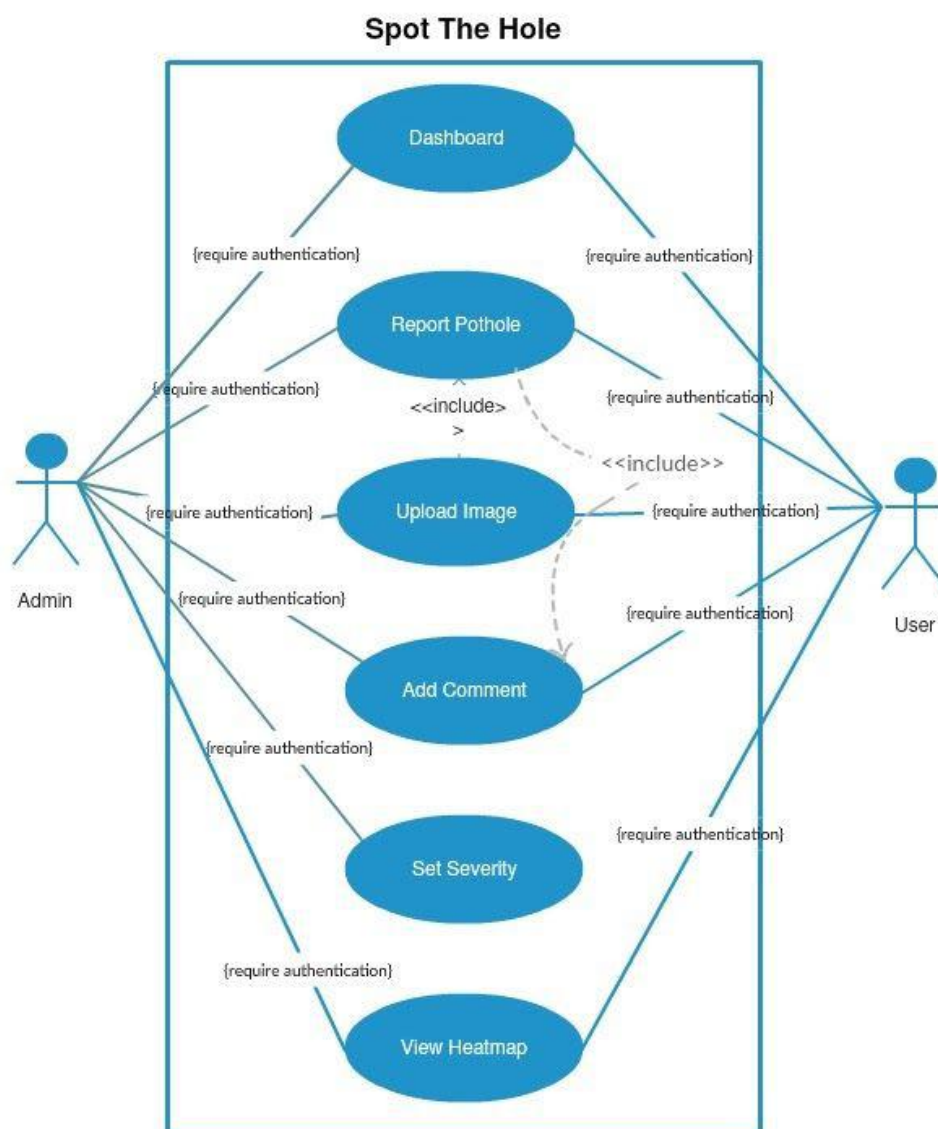 Spot The Hole
Dashboard
{require authentication}
{require authentication}
Report Pothole
{require authentication}
{require authentication}
<<include>
>
<<include>>
Upload Image
{require authentication}
{require authentication}
Admin
{require authentication}
{require authentication}
User
Add Comment
{require authentication}
{require authentication}
Set Severity
{require authentication}
View Heatmap